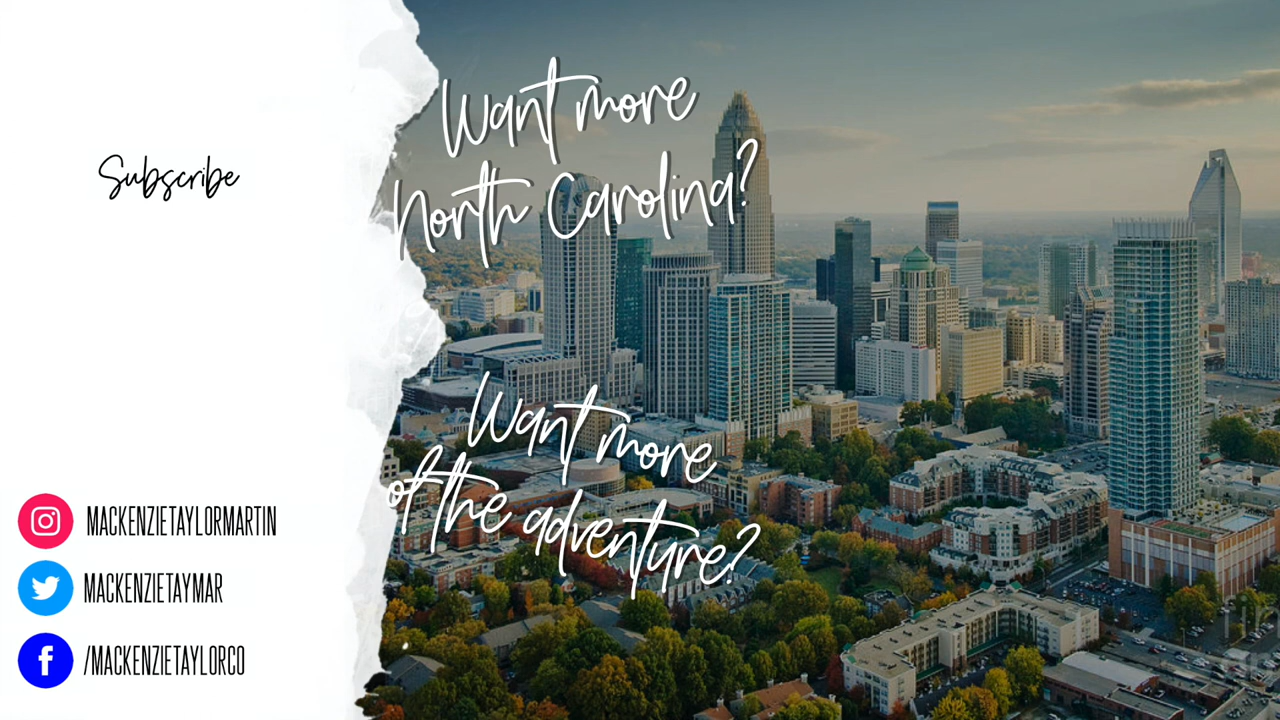 Subscribe
MACKENZIETAYLORMARTIN
MACKENZIETAYMAR
/MACKENZIETAYLORCO
Want more
North Carolina?
Want more
of the adventure?